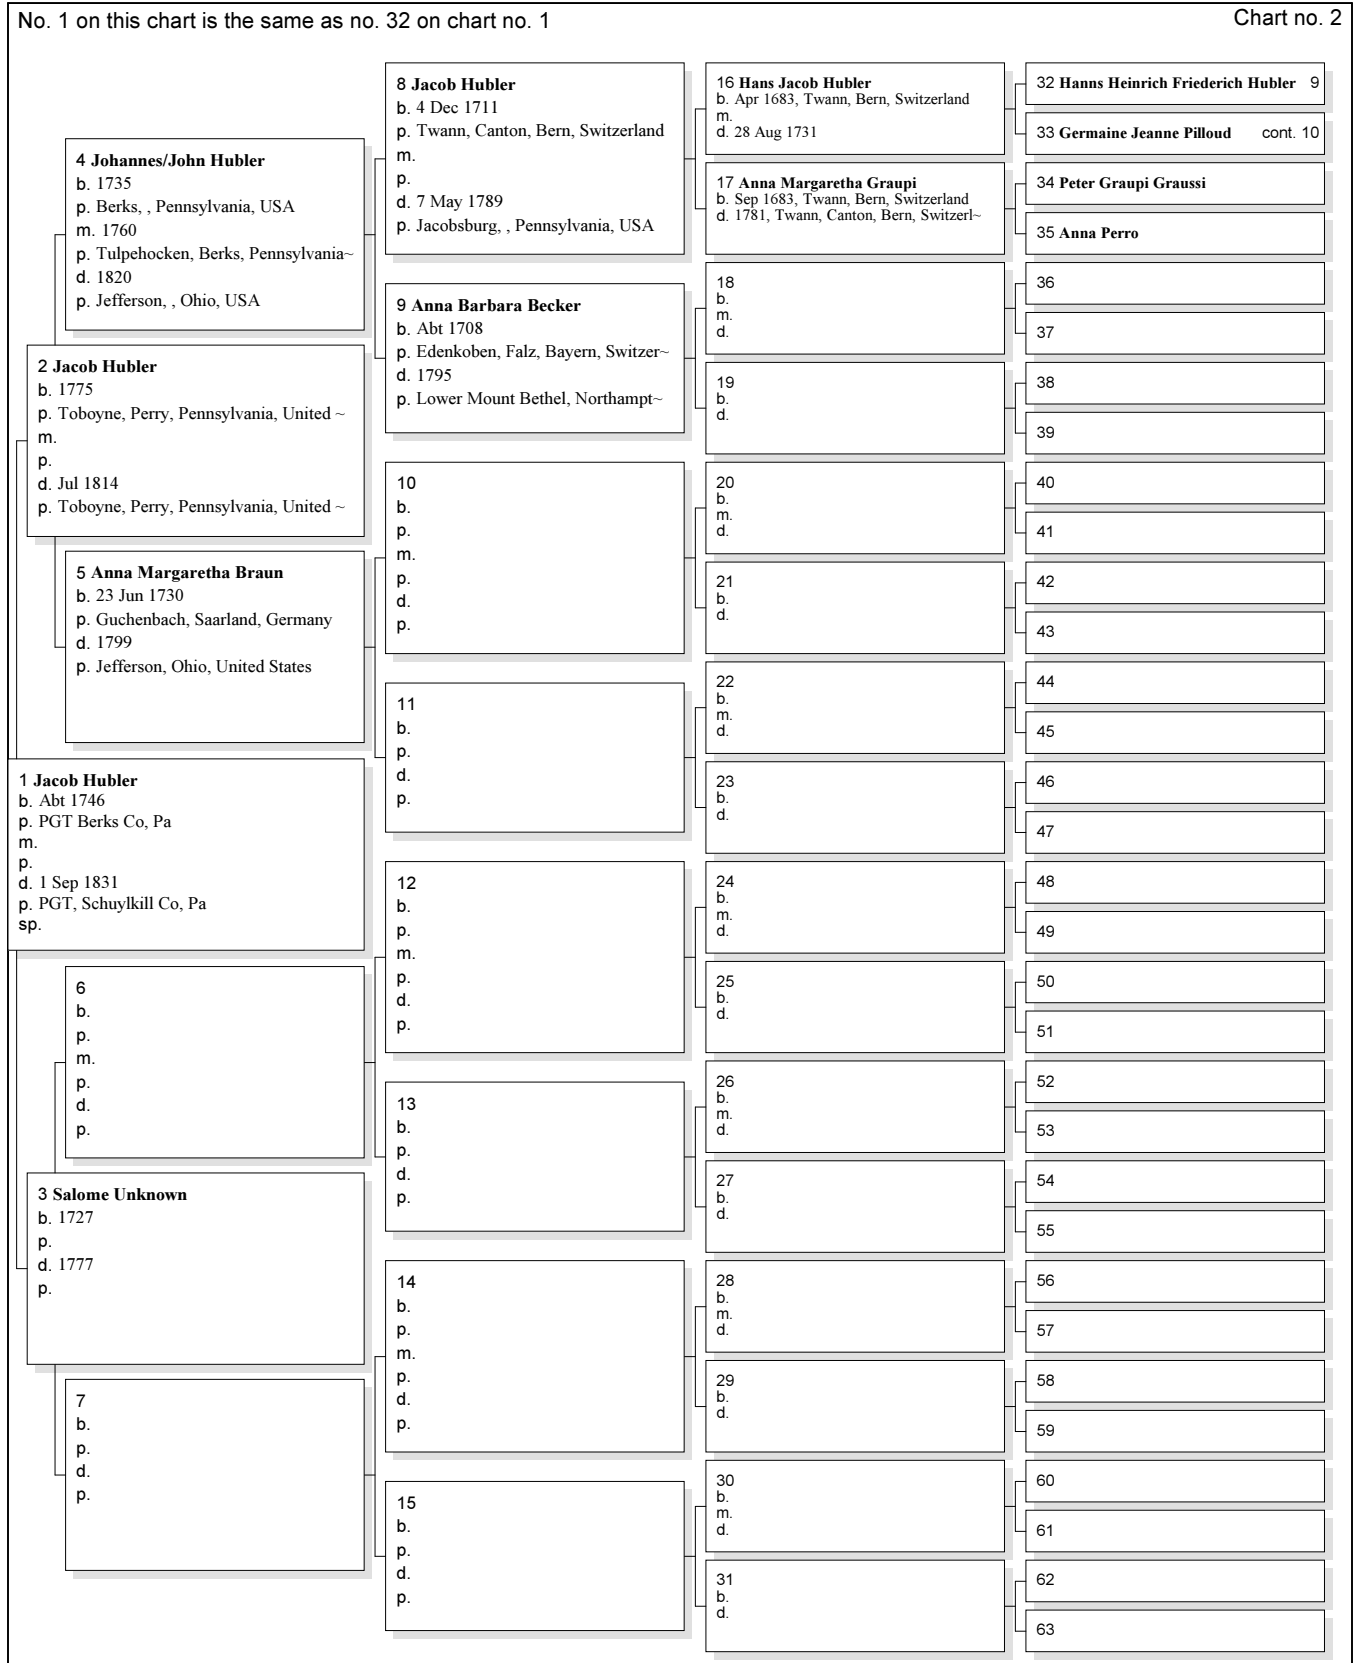 No. 1 on this chart is the same as no. 32 on chart no. 1
Chart no. 2
1 Jacob Hubler
b. Abt 1746
p. PGT Berks Co, Pa
m.
p.
d. 1 Sep 1831
p. PGT, Schuylkill Co, Pa
sp.
2 Jacob Hubler
b. 1775
p. Toboyne, Perry, Pennsylvania, United ~
m.
p.
d. Jul 1814
p. Toboyne, Perry, Pennsylvania, United ~
3 Salome Unknown
b. 1727
p.
d. 1777
p.
4 Johannes/John Hubler
b. 1735
p. Berks, , Pennsylvania, USA
m. 1760
p. Tulpehocken, Berks, Pennsylvania~
d. 1820
p. Jefferson, , Ohio, USA
5 Anna Margaretha Braun
b. 23 Jun 1730
p. Guchenbach, Saarland, Germany
d. 1799
p. Jefferson, Ohio, United States
6
b.
p.
m.
p.
d.
p.
7
b.
p.
d.
p.
8 Jacob Hubler
b. 4 Dec 1711
p. Twann, Canton, Bern, Switzerland
m.
p.
d. 7 May 1789
p. Jacobsburg, , Pennsylvania, USA
9 Anna Barbara Becker
b. Abt 1708
p. Edenkoben, Falz, Bayern, Switzer~
d. 1795
p. Lower Mount Bethel, Northampt~
10
b.
p.
m.
p.
d.
p.
11
b.
p.
d.
p.
12
b.
p.
m.
p.
d.
p.
13
b.
p.
d.
p.
14
b.
p.
m.
p.
d.
p.
15
b.
p.
d.
p.
16 Hans Jacob Hubler
b. Apr 1683, Twann, Bern, Switzerland
m.
d. 28 Aug 1731
17 Anna Margaretha Graupi
b. Sep 1683, Twann, Bern, Switzerland
d. 1781, Twann, Canton, Bern, Switzerl~
18
b.
m.
d.
19
b.
d.
20
b.
m.
d.
21
b.
d.
22
b.
m.
d.
23
b.
d.
24
b.
m.
d.
25
b.
d.
26
b.
m.
d.
27
b.
d.
28
b.
m.
d.
29
b.
d.
30
b.
m.
d.
31
b.
d.
32 Hanns Heinrich Friederich Hubler 9
33 Germaine Jeanne Pilloud cont. 10
34 Peter Graupi Graussi
35 Anna Perro
36
37
38
39
40
41
42
43
44
45
46
47
48
49
50
51
52
53
54
55
56
57
58
59
60
61
62
63